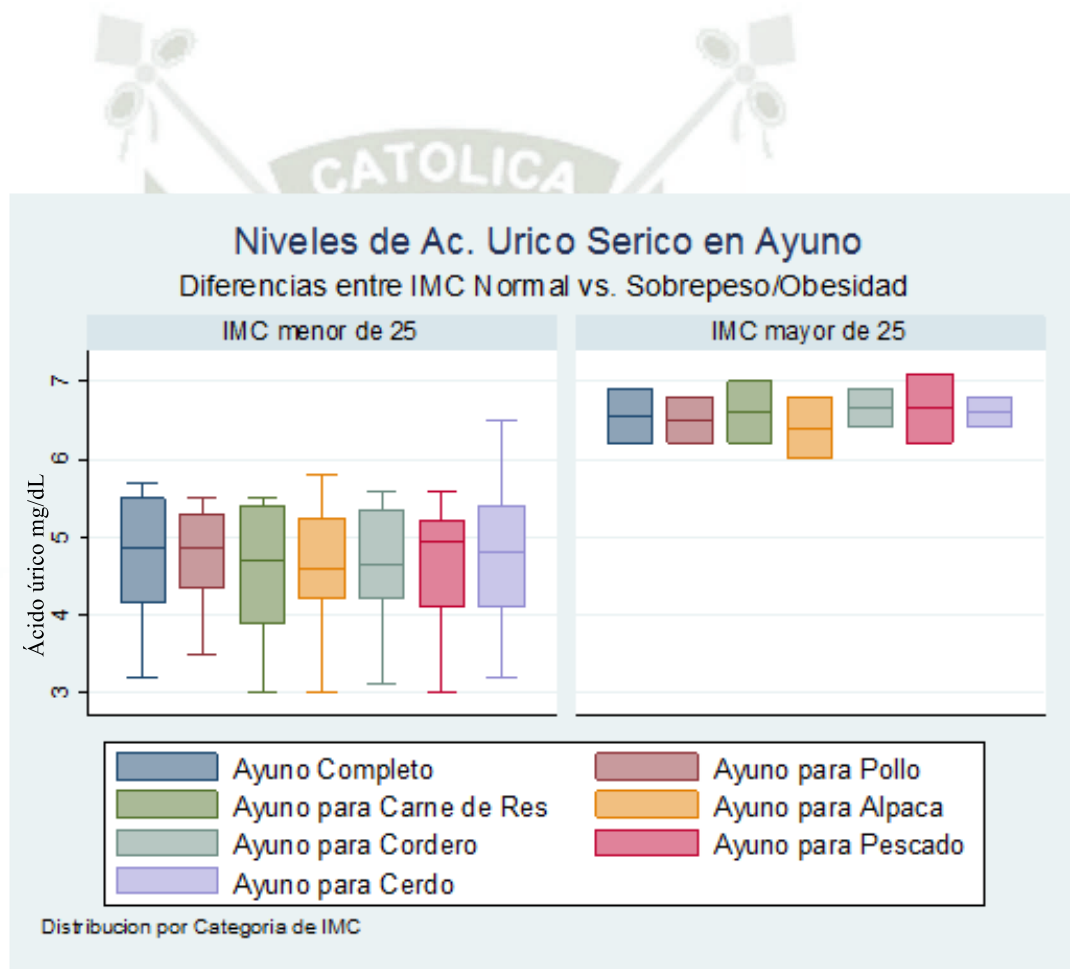 CATOLICA
Niveles de Ac. Urico Serico en Ayuno
Diferencias entre IMC Normal vs. Sobrepeso/Obesidad
IMC menor de 25
IMC mayor de 25
Ácido úrico mg/dL
7
6
5
4
3
Ayuno Completo
Ayuno para Pollo
Ayuno para Carne de Res
Ayuno para Alpaca
Ayuno para Cordero
Ayuno para Pescado
Ayuno para Cerdo
Distribucion por Categoria de IMC